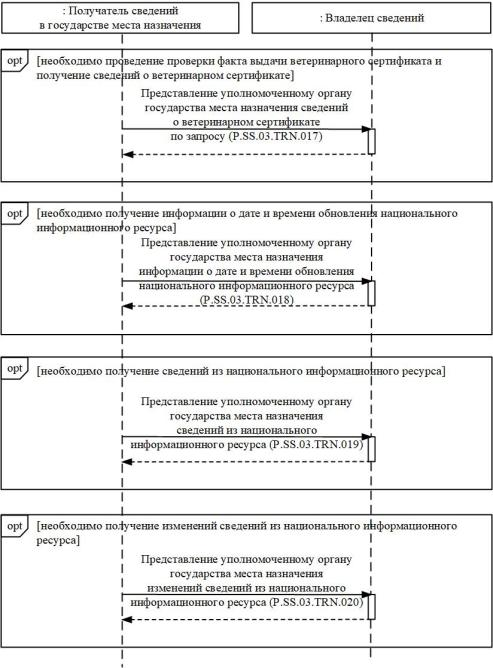 : Получатель сведений
в государстве места назначения
: Владелец сведений
opt
[необходимо проведение проверки факта выдачи ветеринарного сертификата и
получение сведений о ветеринарном сертификате]
Представление уполномоченному органу
государства места назначения сведений
о ветеринарном сертификате
по запросу (P.SS.03.TRN.017)
opt
[необходимо получение информации о дате и времени обновления национального
информационного ресурса]
Представление уполномоченному органу
государства места назначения
информации о дате и времени обновления
национального информационного ресурса
(P.SS.03.TRN.018)
opt
[необходимо получение сведений из национального информационного ресурса]
Представление уполномоченному органу
государства места назначения
сведений из национального
информационного ресурса (P.SS.03.TRN.019)
opt
[необходимо получение изменений сведений из национального информационного
ресурса]
Представление уполномоченному органу
государства места назначения
изменений сведений из национального
информационного ресурса (P.SS.03.TRN.020)